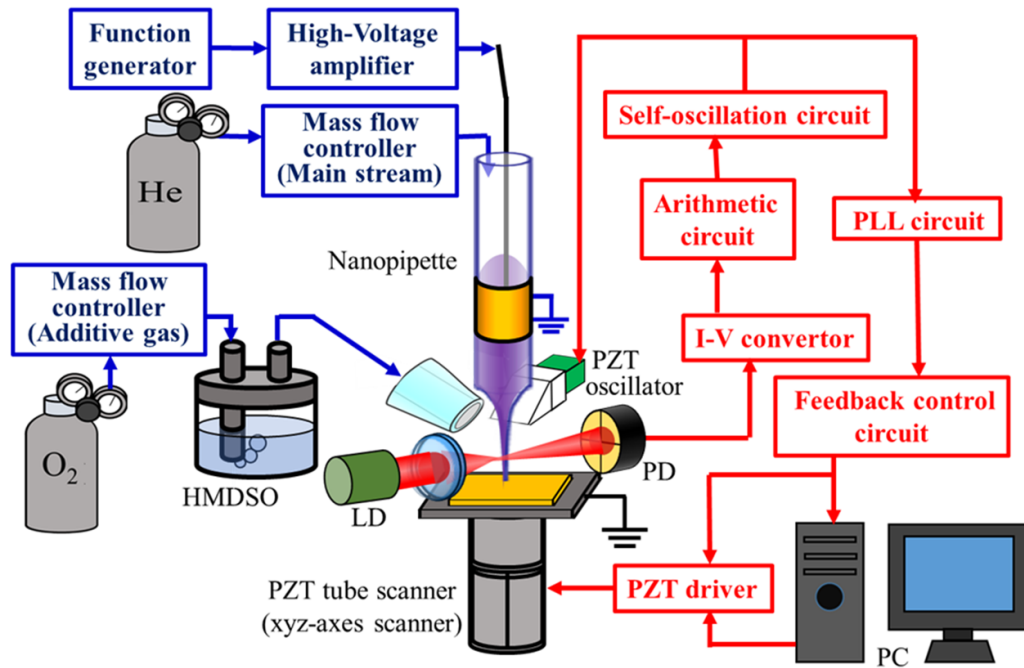 Function
generator
High-Voltage
amplifier
Mass flow
controller
(Main stream)
He
Self-oscillation circuit
Arithmetic
circuit
PLL circuit
Nanopipette
Mass flow
controller
(Additive gas)
I-V convertor
PZT
oscillator
Feedback control
circuit
O2
HMDSO
LD
PD
PZT tube scanner
(xyz-axes scanner)
PZT driver
PC